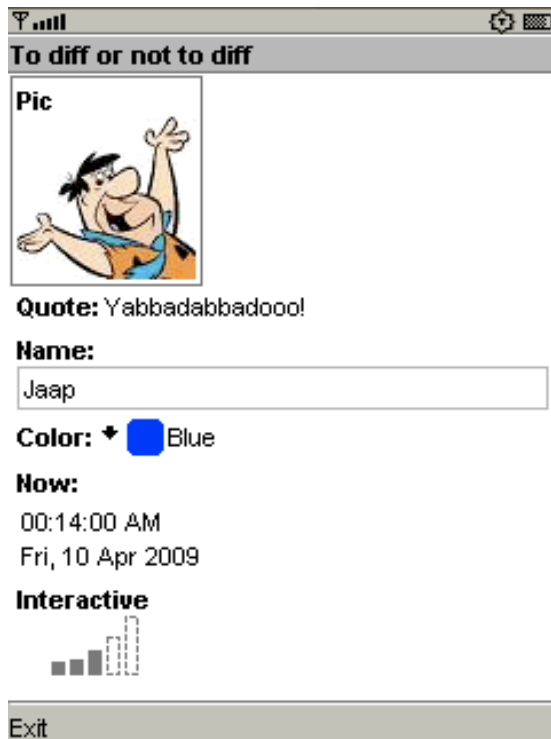 To diff or not to diff
Pic
Quote: Yabbadabbadooo!
Name:
Jaap
Color: Blue
Now:
00:14:00 AM
Fri, 10 Apr 2009
Interactive
Exit